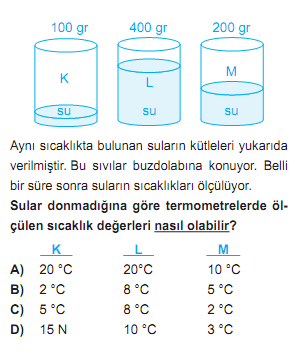 100 gr 400 gr 200 gr
K L M
su su su
Aynı sıcaklıkta bulunan suların kütleleri yukarıda
verilmiştir. Bu sıvılar buzdolabına konuyor. Belli
bir süre sonra suların sıcaklıkları ölçülüyor.
Sular donmadığına göre termometrelerde öl-
çülen sıcaklık değerleri nasıl olabilir?
K L M
A) 20 °C 20°C 10 °C
B) 2 °C 8 °C 5 °C
C) 5 °C 8 °C 2 °C
D) 15 N 10 °C 3 °C